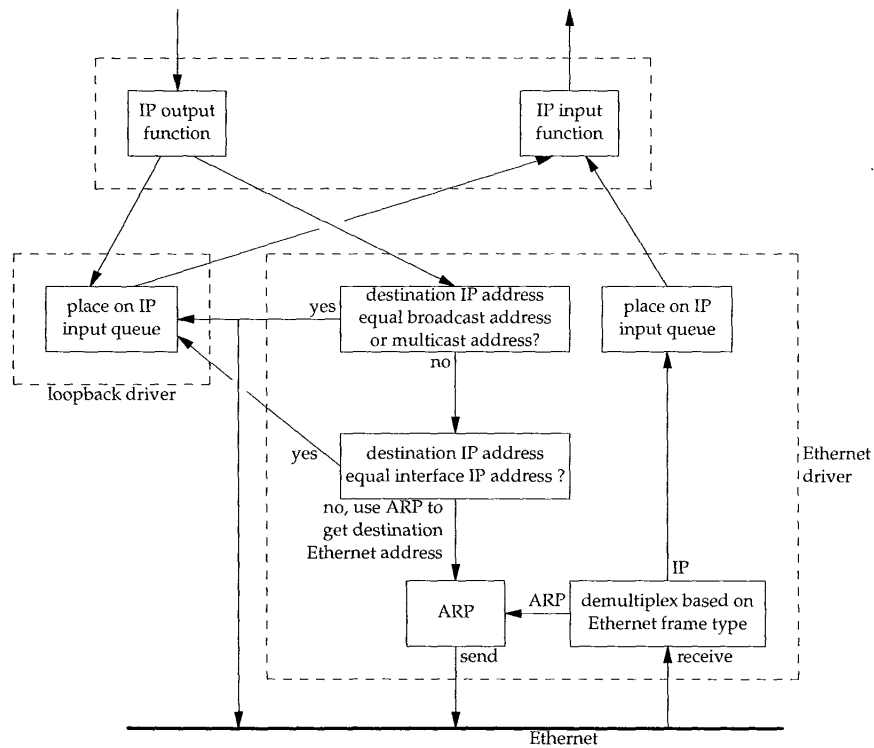 IP output
function
IP input
function
place on IP
input queue
loopback driver
yes
destination IP address
equal broadcast address
or multicast address?
no
place on IP
input queue
yes
destination IP address
equal interface IP address ?
Ethernet
driver
no, use ARP to
get destination
Ethernet address
ARP
ARP
IP
demultiplex based on
Ethernet frame type
send
receive
Ethernet